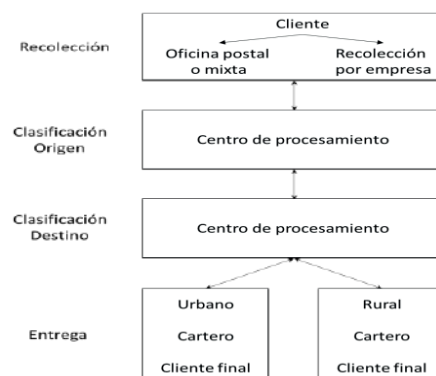 Cliente
Recolección
Oficina postal
o mixta
Recolección
por empresa
Clasificación
Origen
Centro de procesamiento
Clasificación
Destino
Centro de procesamiento
Entrega
Urbano
Cartero
Cliente final
Rural
Cartero
Cliente final